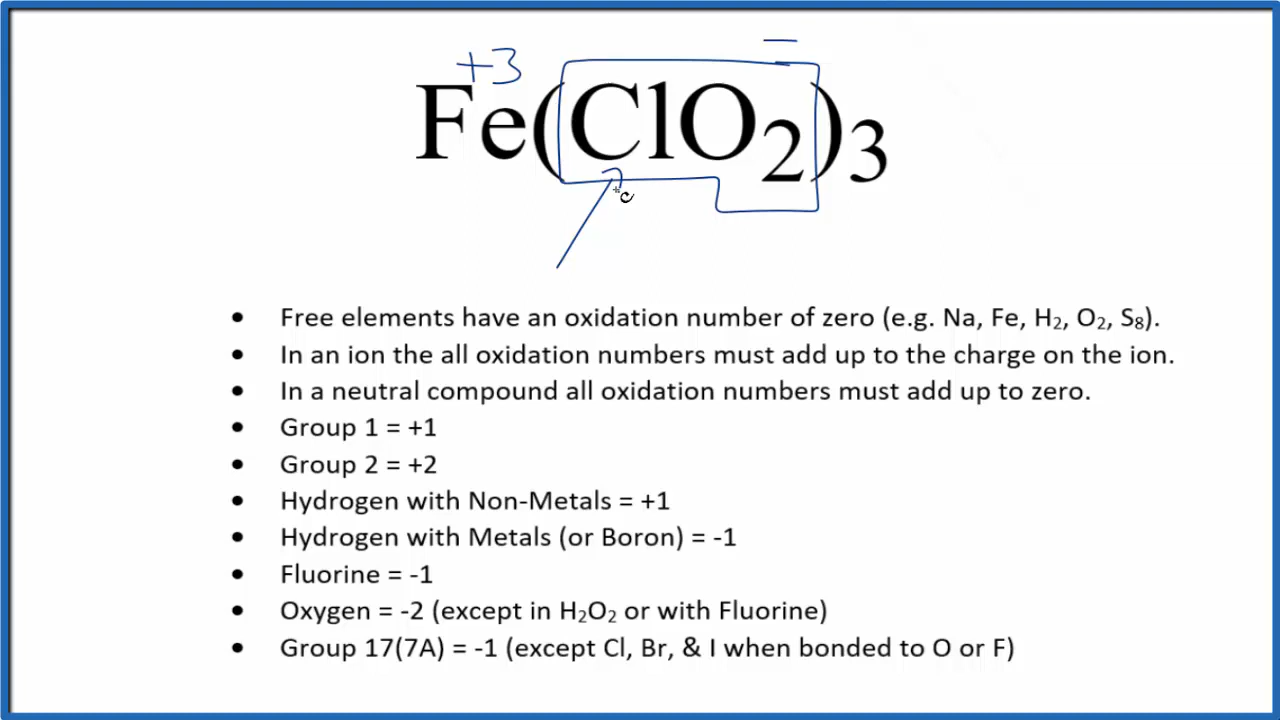 +3 −
Fe(ClO₂)₃
• Free elements have an oxidation number of zero (e.g. Na, Fe, H₂, O₂, S₈).
• In an ion the all oxidation numbers must add up to the charge on the ion.
• In a neutral compound all oxidation numbers must add up to zero.
• Group 1 = +1
• Group 2 = +2
• Hydrogen with Non-Metals = +1
• Hydrogen with Metals (or Boron) = -1
• Fluorine = -1
• Oxygen = -2 (except in H₂O₂ or with Fluorine)
• Group 17(7A) = -1 (except Cl, Br, & I when bonded to O or F)